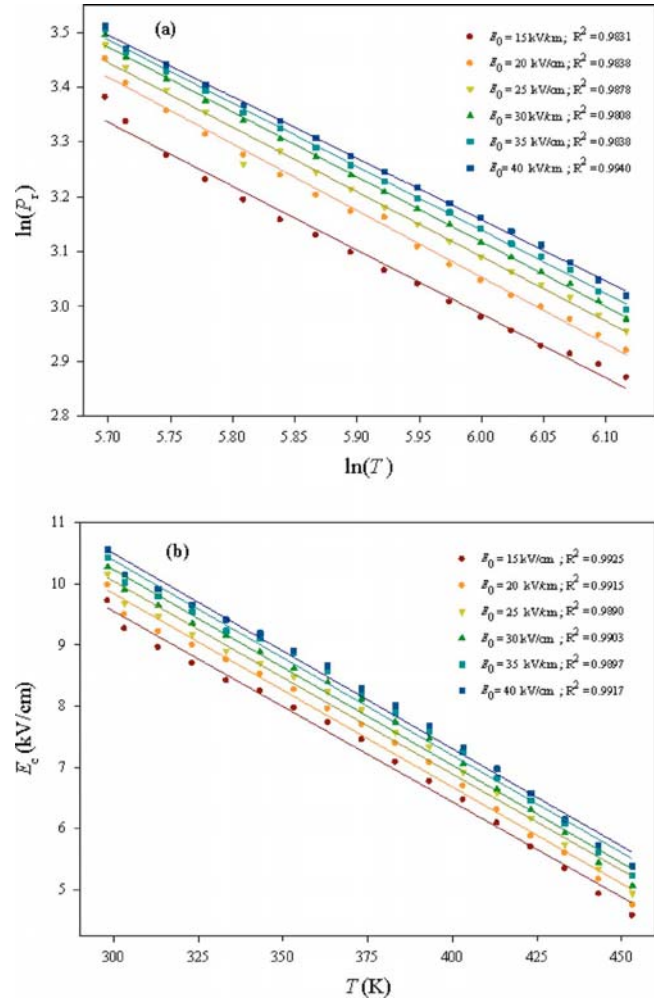 (a)
E0 = 15 kV/cm ; R2 = 0.9831
E0 = 20 kV/cm ; R2 = 0.9838
E0 = 25 kV/cm ; R2 = 0.9878
E0 = 30 kV/cm ; R2 = 0.9808
E0 = 35 kV/cm ; R2 = 0.9838
E0 = 40 kV/cm ; R2 = 0.9940
3.5
3.4
3.3
3.2
3.1
3.0
2.9
2.8
ln(Pr)
5.70 5.75 5.80 5.85 5.90 5.95 6.00 6.05 6.10
ln(T)
(b)
E0 = 15 kV/cm ; R2 = 0.9925
E0 = 20 kV/cm ; R2 = 0.9915
E0 = 25 kV/cm ; R2 = 0.9890
E0 = 30 kV/cm ; R2 = 0.9903
E0 = 35 kV/cm ; R2 = 0.9897
E0 = 40 kV/cm ; R2 = 0.9917
11
10
9
8
7
6
5
Ec (kV/cm)
300 325 350 375 400 425 450
T (K)